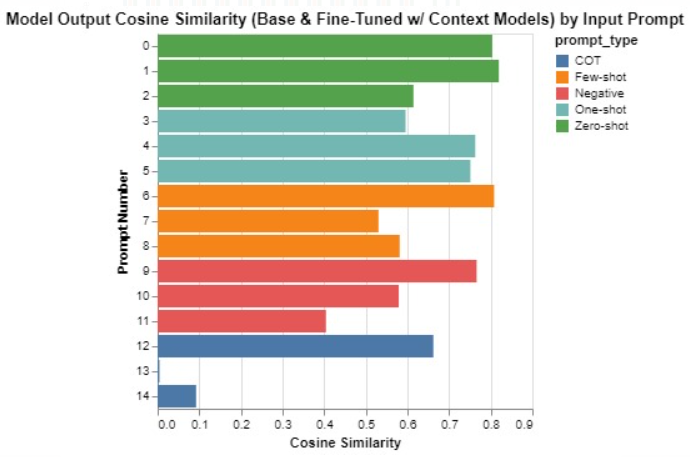 Model Output Cosine Similarity (Base & Fine-Tuned w/ Context Models) by Input Prompt
prompt_type
COT
Few-shot
Negative
One-shot
Zero-shot
Prompt Number
0
1
2
3
4
5
6
7
8
9
10
11
12
13
14
0.0 0.1 0.2 0.3 0.4 0.5 0.6 0.7 0.8 0.9
Cosine Similarity